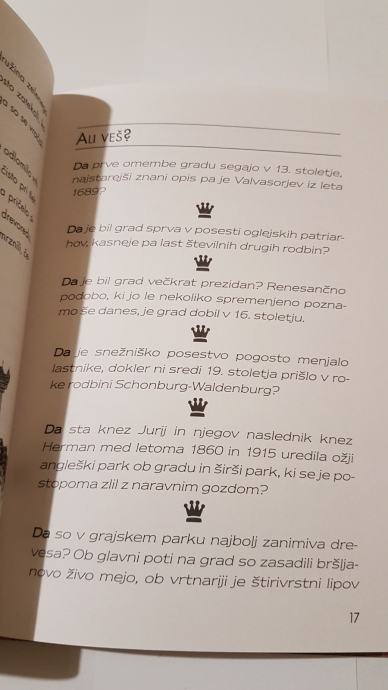 družina
odlomilo
čisto pri
pričelo
drevoredi
ALI VEŠ?
Da prve omembe gradu segajo v 13. stoletje,
najstarejši znani opis pa je Valvasorjev iz leta
1689?
Da je bil grad sprva v posesti oglejskih patriar-
hov, kasneje pa last številnih drugih rodbin?
Da je bil grad večkrat prezidan? Renesančno
podobo, ki jo le nekoliko spremenjeno pozna-
mo še danes, je grad dobil v 16. stoletju.
Da je snežniško posestvo pogosto menjalo
lastnike, dokler ni sredi 19. stoletja prišlo v ro-
ke rodbini Schonburg-Waldenburg?
Da sta knez Jurij in njegov naslednik knez
Herman med letoma 1860 in 1915 uredila ožji
angleški park ob gradu in širši park, ki se je po-
stopoma zlil z naravnim gozdom?
Da so v grajskem parku najbolj zanimiva dre-
vesa? Ob glavni poti na grad so zasadili bršlja-
novo živo mejo, ob vrtnariji je štirivrstni lipov
17